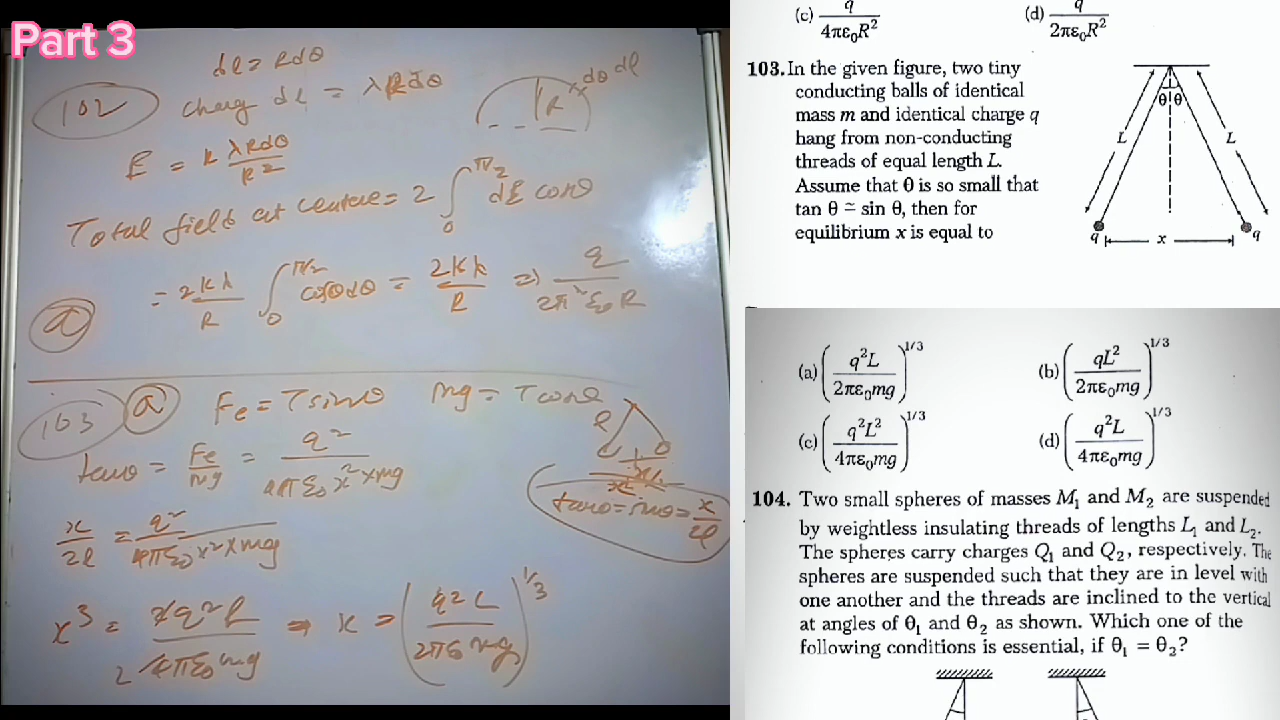 Part 3
dl = Rdθ
102
charg dl = λRdθ
dθ dl
R
E = k λRdθ / R²
Total field at centre = 2 ∫₀^π/2 dE cosθ
= 2kλ / R ∫₀^π/2 cosθdθ = 2Kλ / R ⇒ q / 2π²ε₀R
a
103
a
Fe = Tsinθ mg = Tcosθ
l
tanθ = Fe / mg = q² / 4πε₀x² × mg
tanθ = sinθ = x / 2l
x / 2l = q² / 4πε₀x² × mg
x³ = 2q²l / 2 4πε₀mg ⇒ x = (q²L / 2πε₀mg)^1/3
(c) q / 4πε₀R²
(d) q / 2πε₀R²
103. In the given figure, two tiny
conducting balls of identical
mass m and identical charge q
hang from non-conducting
threads of equal length L.
Assume that θ is so small that
tan θ ≃ sin θ, then for
equilibrium x is equal to
θ θ
L
L
q x q
(a) (q²L / 2πε₀mg)^1/3
(b) (qL² / 2πε₀mg)^1/3
(c) (q²L² / 4πε₀mg)^1/3
(d) (q²L / 4πε₀mg)^1/3
104. Two small spheres of masses M₁ and M₂ are suspended
by weightless insulating threads of lengths L₁ and L₂.
The spheres carry charges Q₁ and Q₂, respectively. The
spheres are suspended such that they are in level with
one another and the threads are inclined to the vertical
at angles of θ₁ and θ₂ as shown. Which one of the
following conditions is essential, if θ₁ = θ₂?